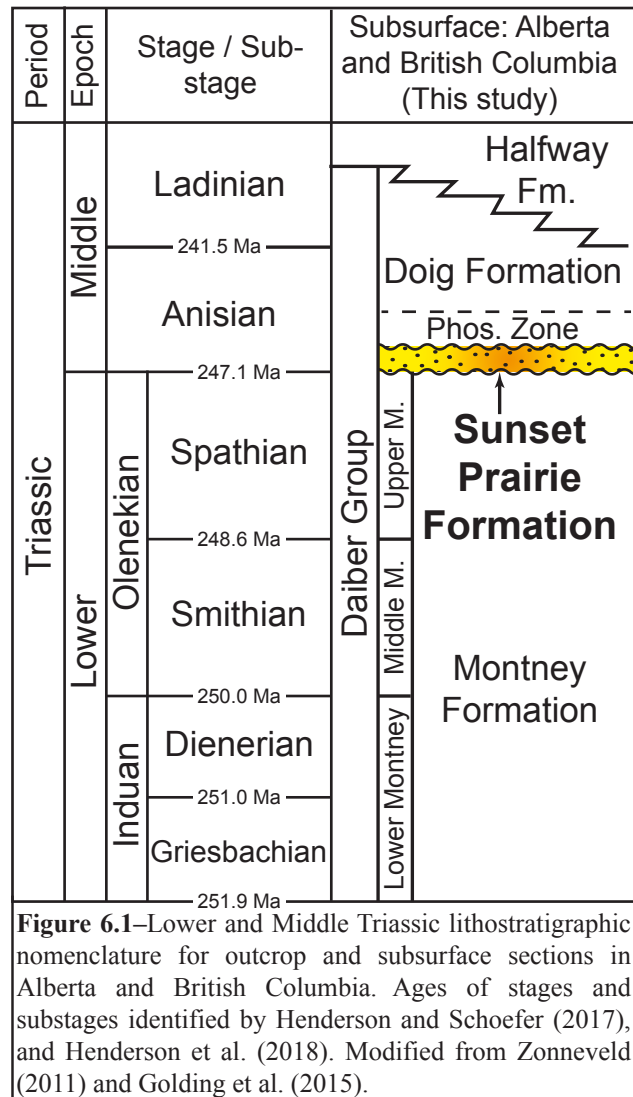 Period
Epoch
Stage / Sub-
stage
Subsurface: Alberta
and British Columbia
(This study)
Triassic
Middle
Lower
Olenekian
Induan
Ladinian
241.5 Ma
Anisian
247.1 Ma
Spathian
248.6 Ma
Smithian
250.0 Ma
Dienerian
251.0 Ma
Griesbachian
251.9 Ma
Daiber Group
Upper M.
Middle M.
Lower Montney
Halfway
Fm.
Doig Formation
Phos. Zone
Sunset
Prairie
Formation
Montney
Formation
Figure 6.1–Lower and Middle Triassic lithostratigraphic
nomenclature for outcrop and subsurface sections in
Alberta and British Columbia. Ages of stages and
substages identified by Henderson and Schoefer (2017),
and Henderson et al. (2018). Modified from Zonneveld
(2011) and Golding et al. (2015).